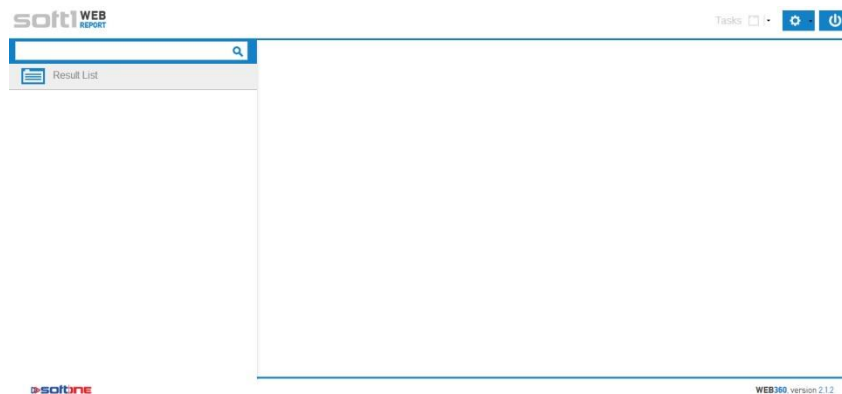 soft1 WEB REPORT
Tasks
Result List
softone
WEB360, version 2.1.2